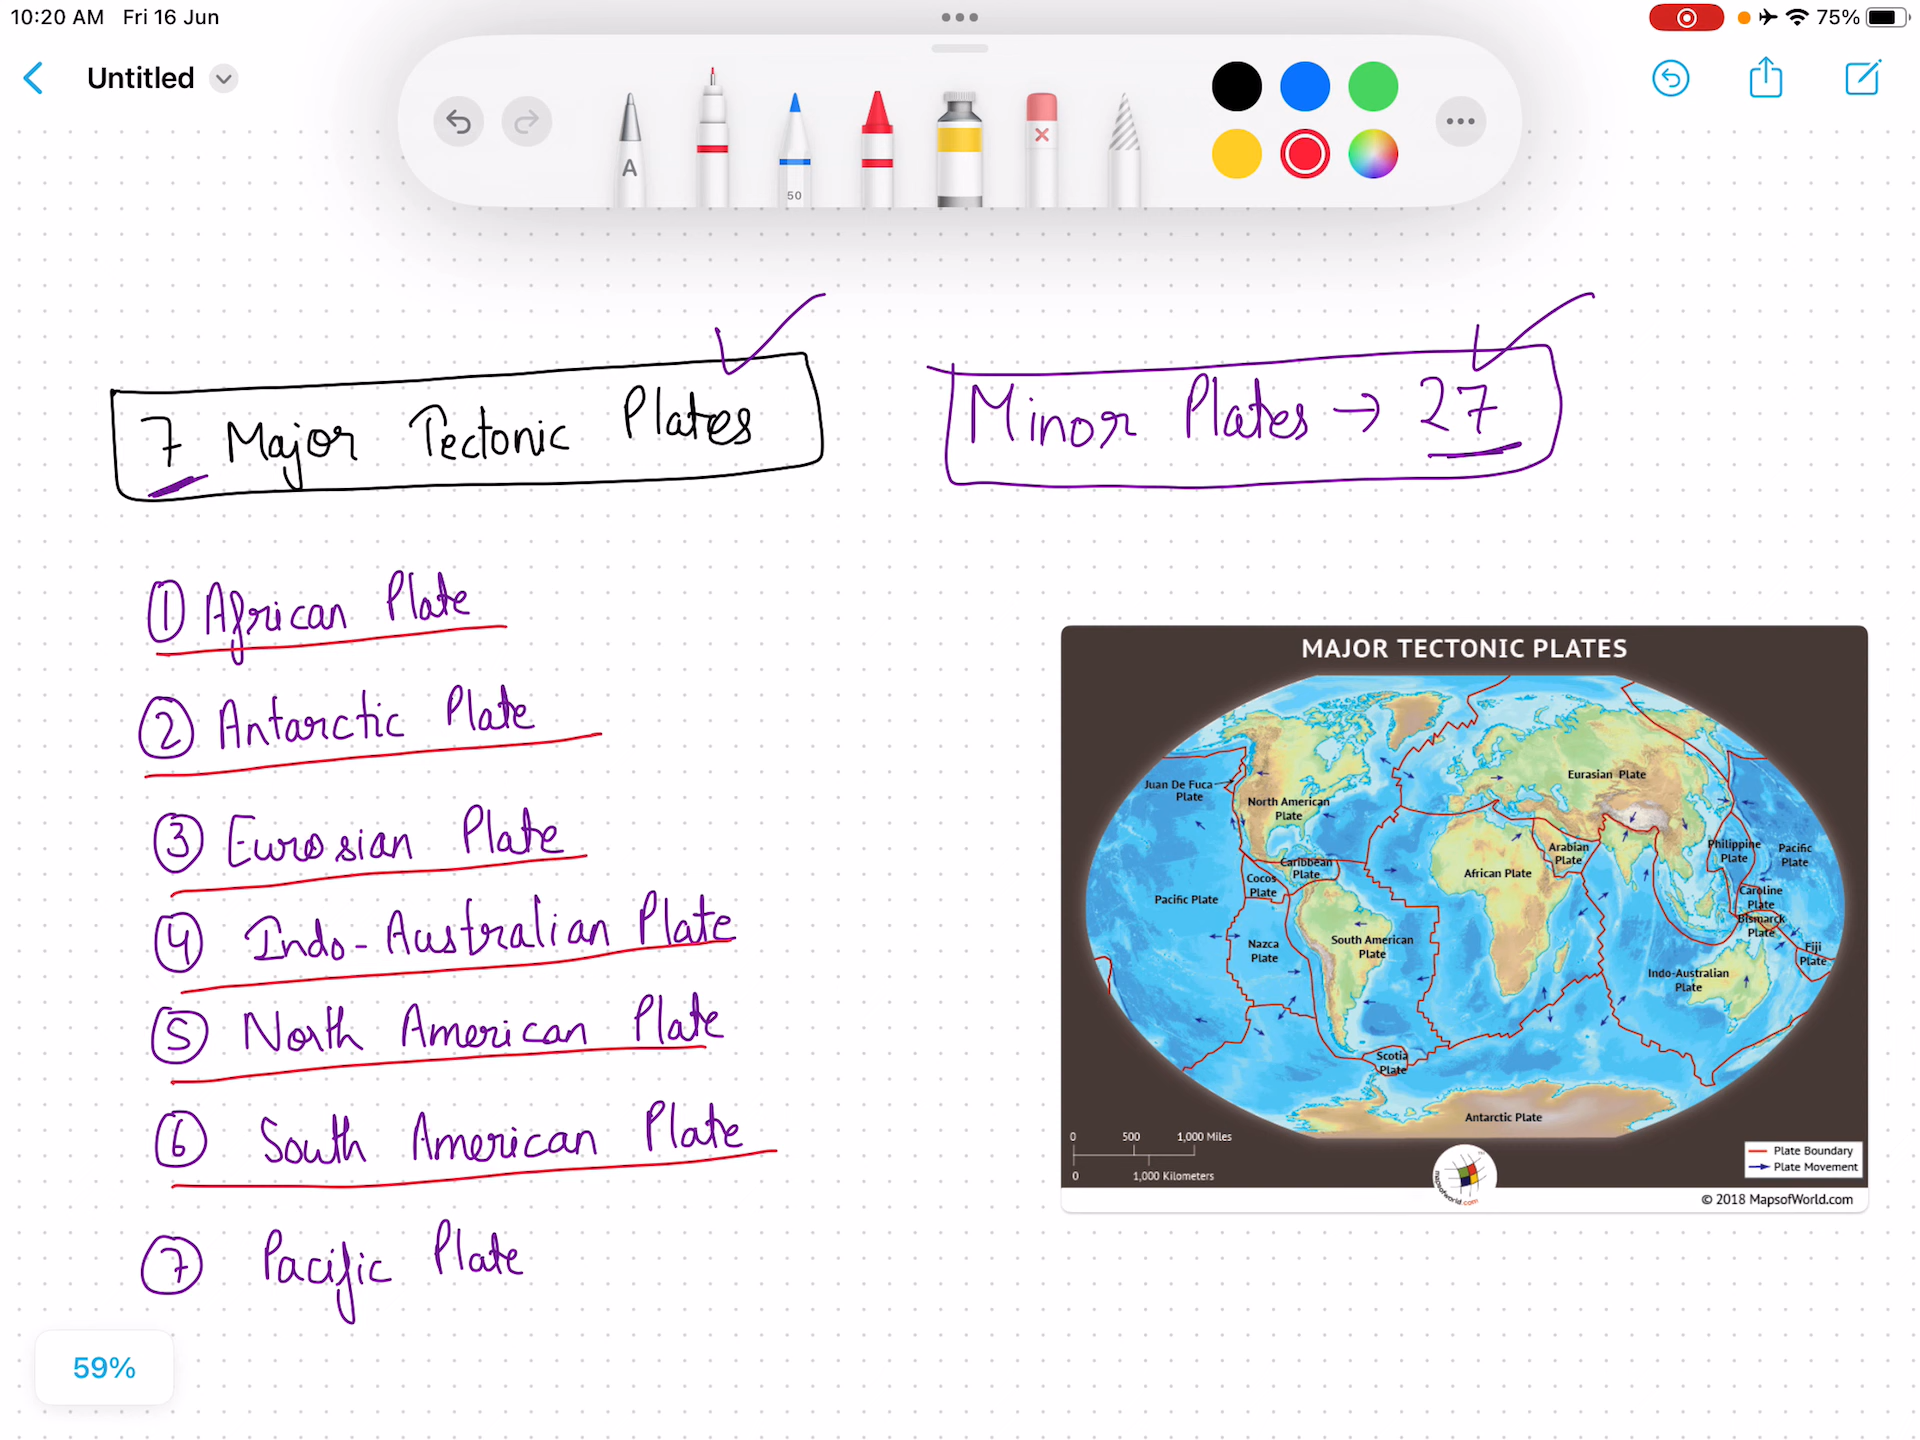 10:20 AM Fri 16 Jun
75%
Untitled
A
50
7 Major Tectonic Plates
Minor Plates → 27
① African Plate
② Antarctic Plate
③ Eurosian Plate
④ Indo-Australian Plate
⑤ North American Plate
⑥ South American Plate
⑦ Pacific Plate
59%
MAJOR TECTONIC PLATES
Juan De Fuca
Plate
North American
Plate
Eurasian Plate
Caribbean
Plate
Cocos
Plate
African Plate
Arabian
Plate
Philippine
Plate
Pacific
Plate
Pacific Plate
Caroline
Plate
Bismarck
Plate
Nazca
Plate
South American
Plate
Fiji
Plate
Indo-Australian
Plate
Scotia
Plate
Antarctic Plate
0 500 1,000 Miles
0 1,000 Kilometers
mapsofworld.com
Plate Boundary
Plate Movement
© 2018 MapsofWorld.com